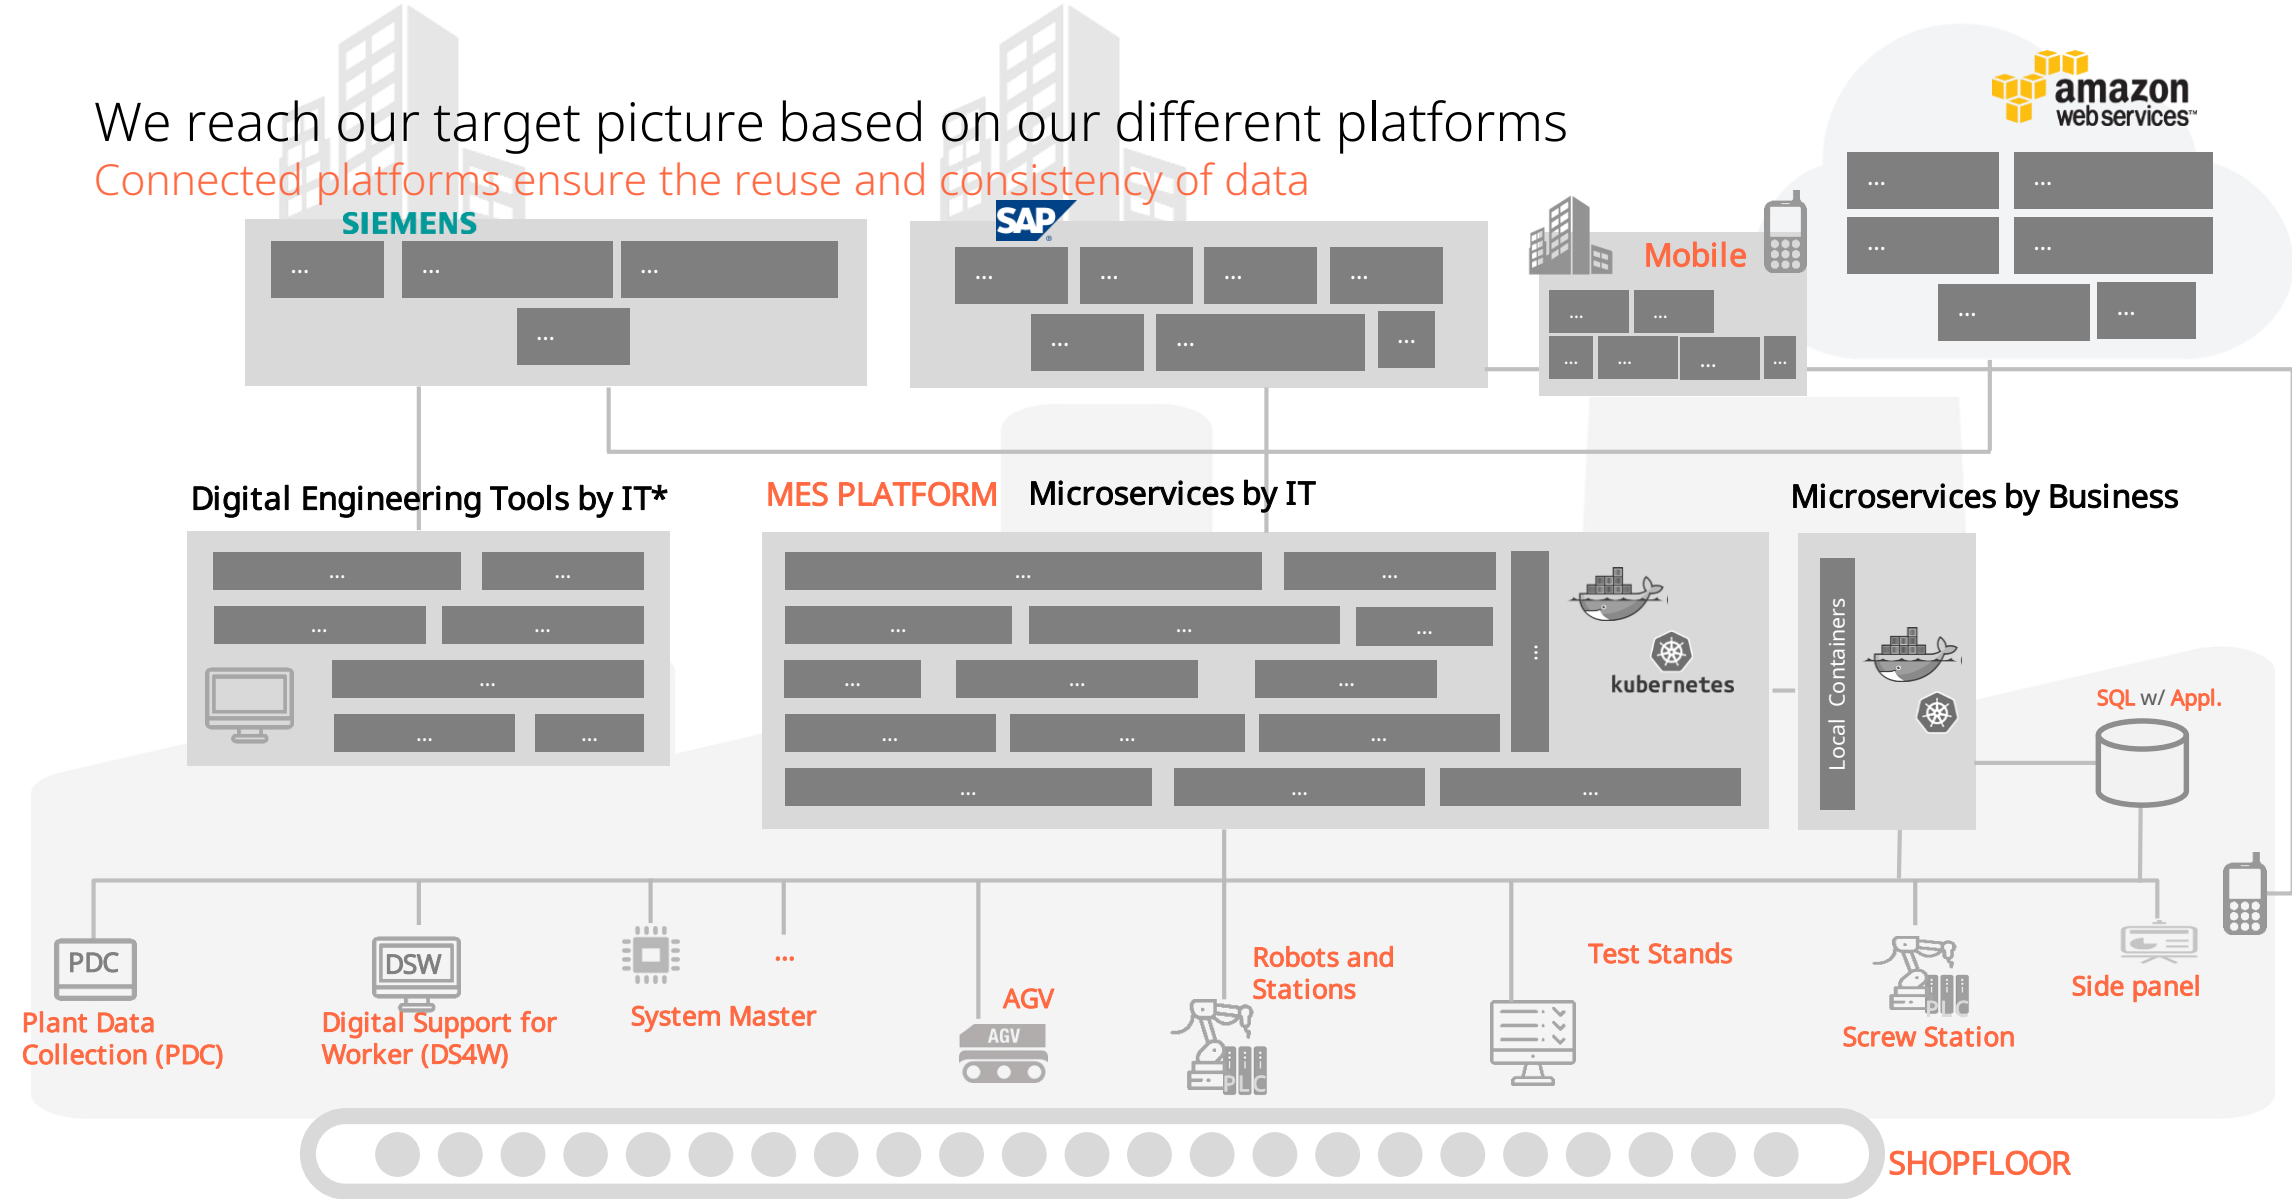 We reach our target picture based on our different platforms
Connected platforms ensure the reuse and consistency of data
amazon
web services™
SIEMENS
... ... ...
...
SAP®
... ... ... ...
... ... ...
Mobile
... ...
... ... ... ...
... ...
... ...
... ...
Digital Engineering Tools by IT*
... ...
... ...
...
... ...
MES PLATFORM Microservices by IT
... ...
... ... ...
... ... ...
... ... ...
... ... ...
...
kubernetes
Microservices by Business
Local Containers
SQL w/ Appl.
PDC
Plant Data
Collection (PDC)
DSW
Digital Support for
Worker (DS4W)
System Master
...
AGV
AGV
Robots and
Stations
PLC
Test Stands
PLC
Screw Station
Side panel
SHOPFLOOR